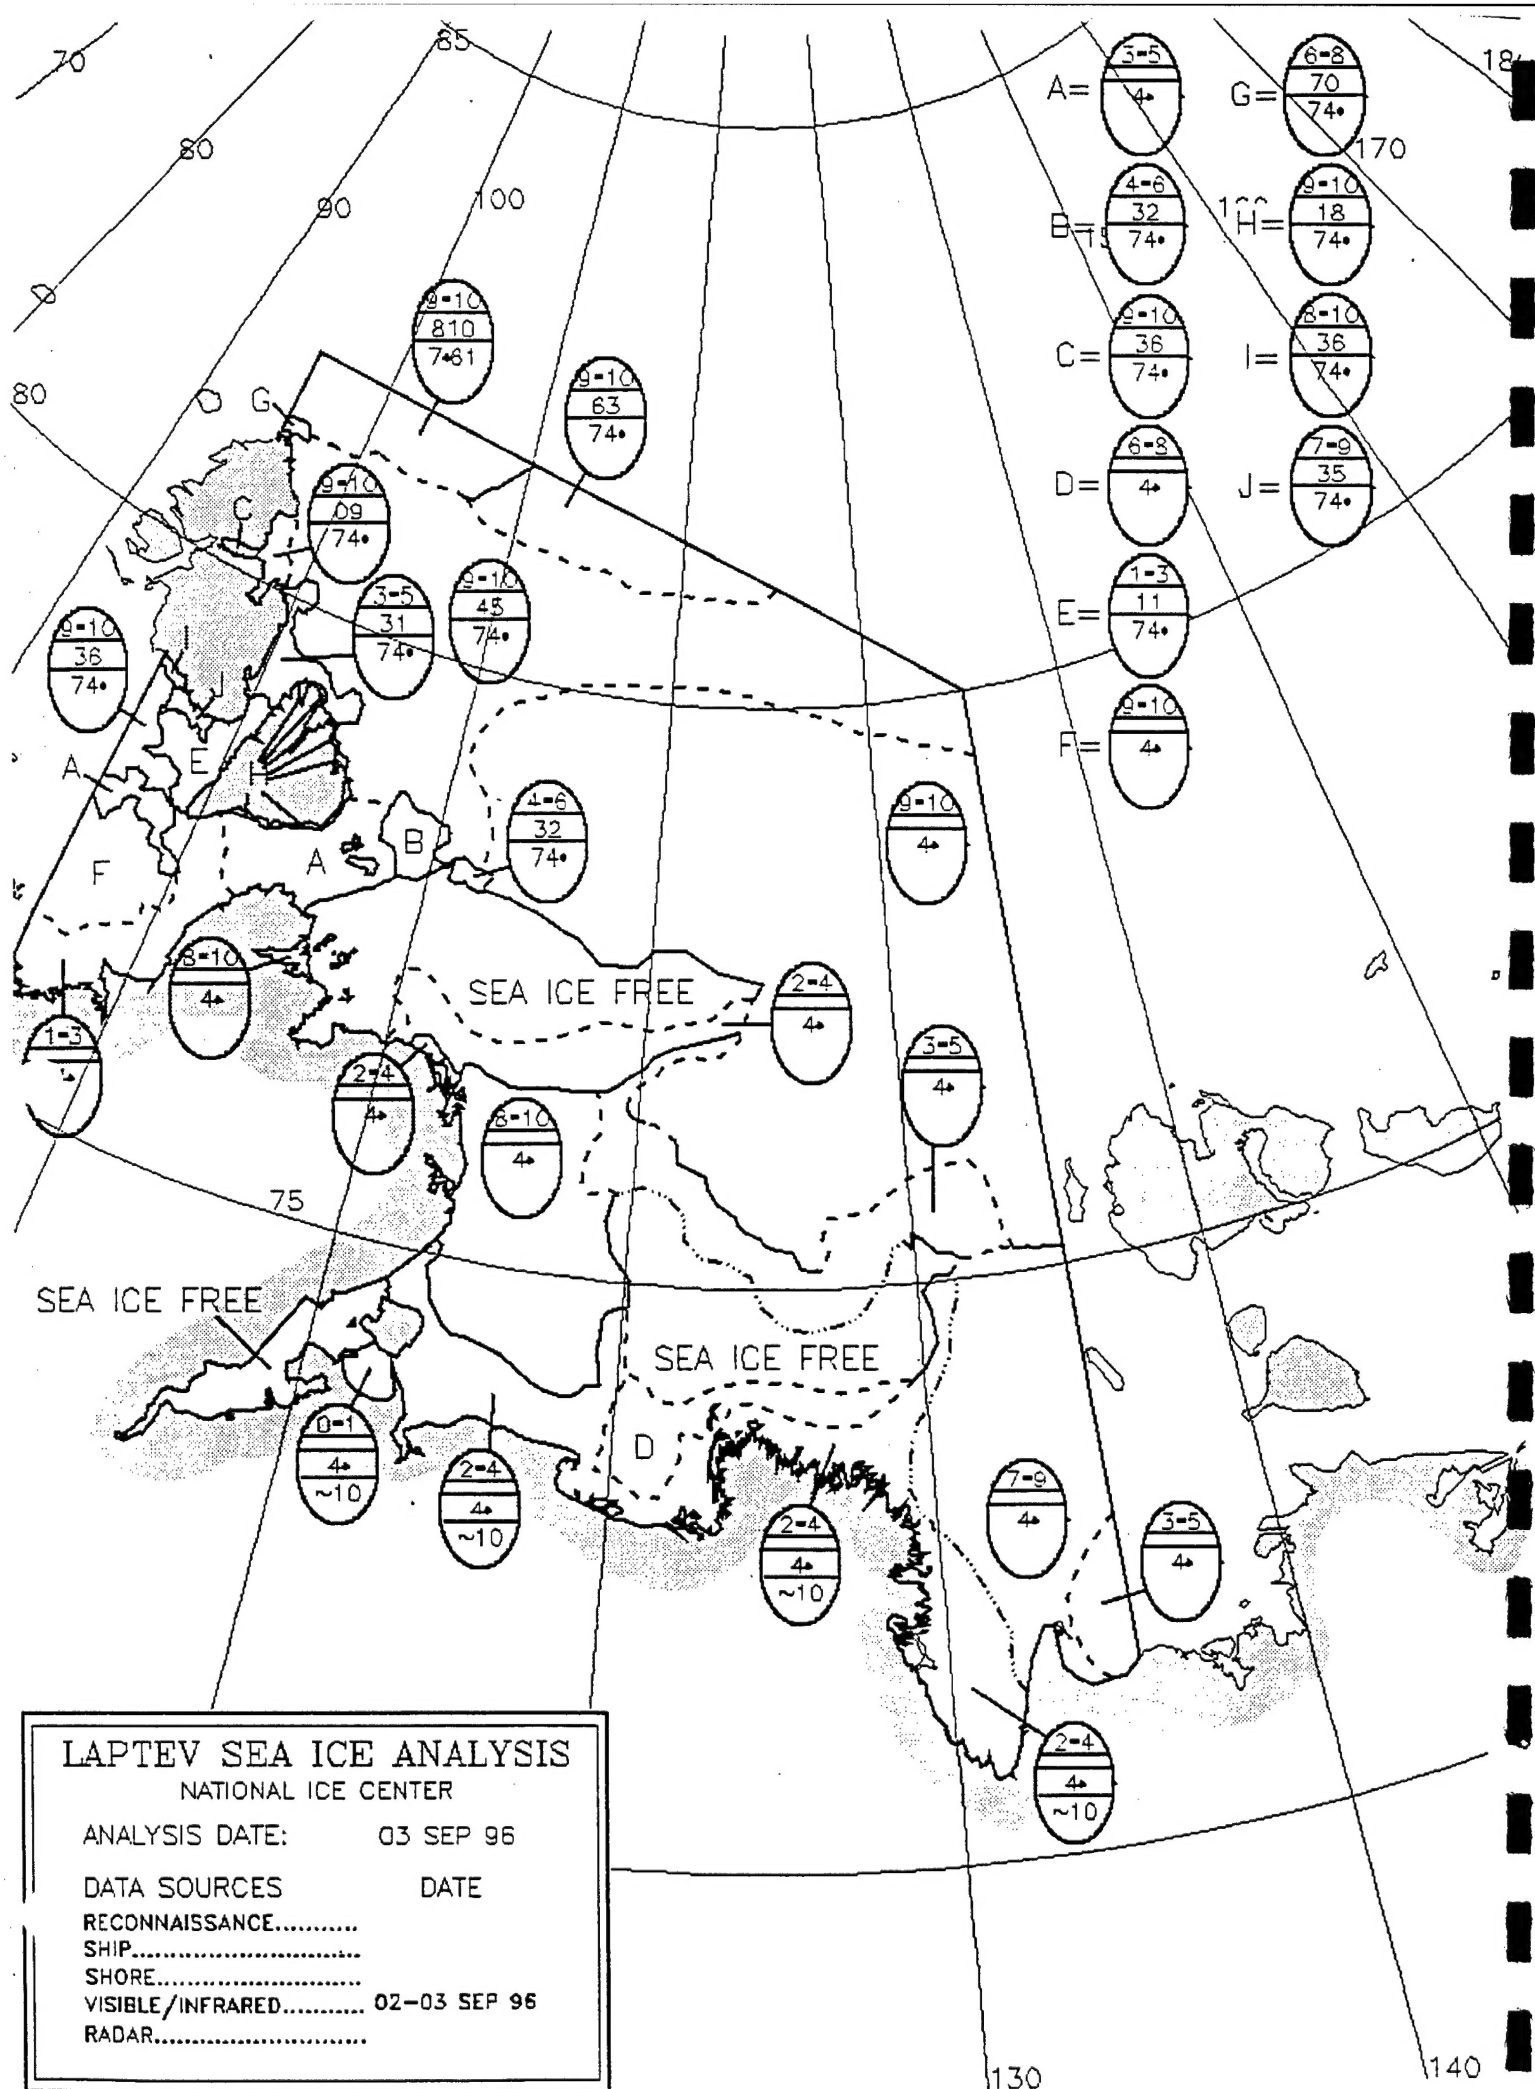 85
70
180
80
90
100
170
80
A=
3-5
4•
G=
6-8
70
74•
B=
4-6
32
74•
H=
9-10
18
74•
C=
9-10
36
74•
I=
8-10
36
74•
D=
6-8
4•
J=
7-9
35
74•
E=
1-3
11
74•
F=
9-10
4•
9-10
810
7•61
9-10
63
74•
G
C
9-10
09
74•
3-5
31
74•
9-10
45
74•
9-10
36
74•
I
J
A
E
H
F
A
B
4-6
32
74•
9-10
4•
SEA ICE FREE
8-10
4•
2-4
4•
1-3
2-4
4•
8-10
4•
3-5
4•
75
SEA ICE FREE
SEA ICE FREE
D
0-1
4•
~10
2-4
4•
~10
2-4
4•
~10
7-9
4•
3-5
4•
2-4
4•
~10
LAPTEV SEA ICE ANALYSIS
NATIONAL ICE CENTER
ANALYSIS DATE: 03 SEP 96
DATA SOURCES DATE
RECONNAISSANCE...........
SHIP............................
SHORE.........................
VISIBLE/INFRARED.......... 02-03 SEP 96
RADAR..........................
130
140